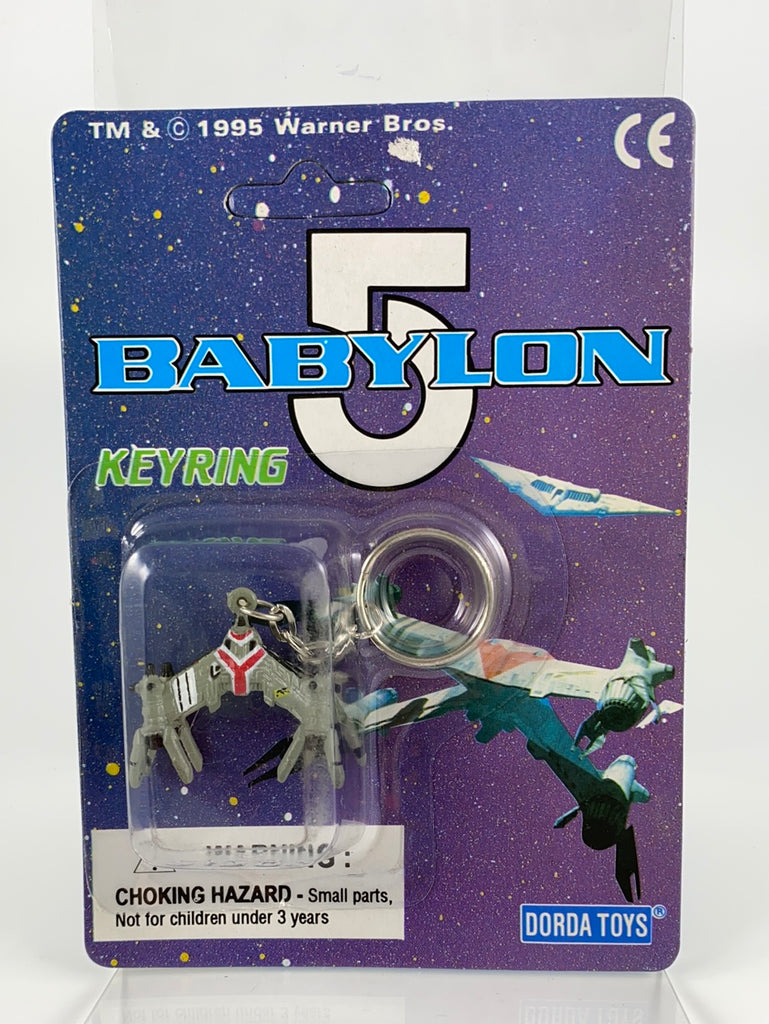 TM & © 1995 Warner Bros.
CE
5
BABYLON
KEYRING
WARNING:
CHOKING HAZARD - Small parts,
Not for children under 3 years
DORDA TOYS®